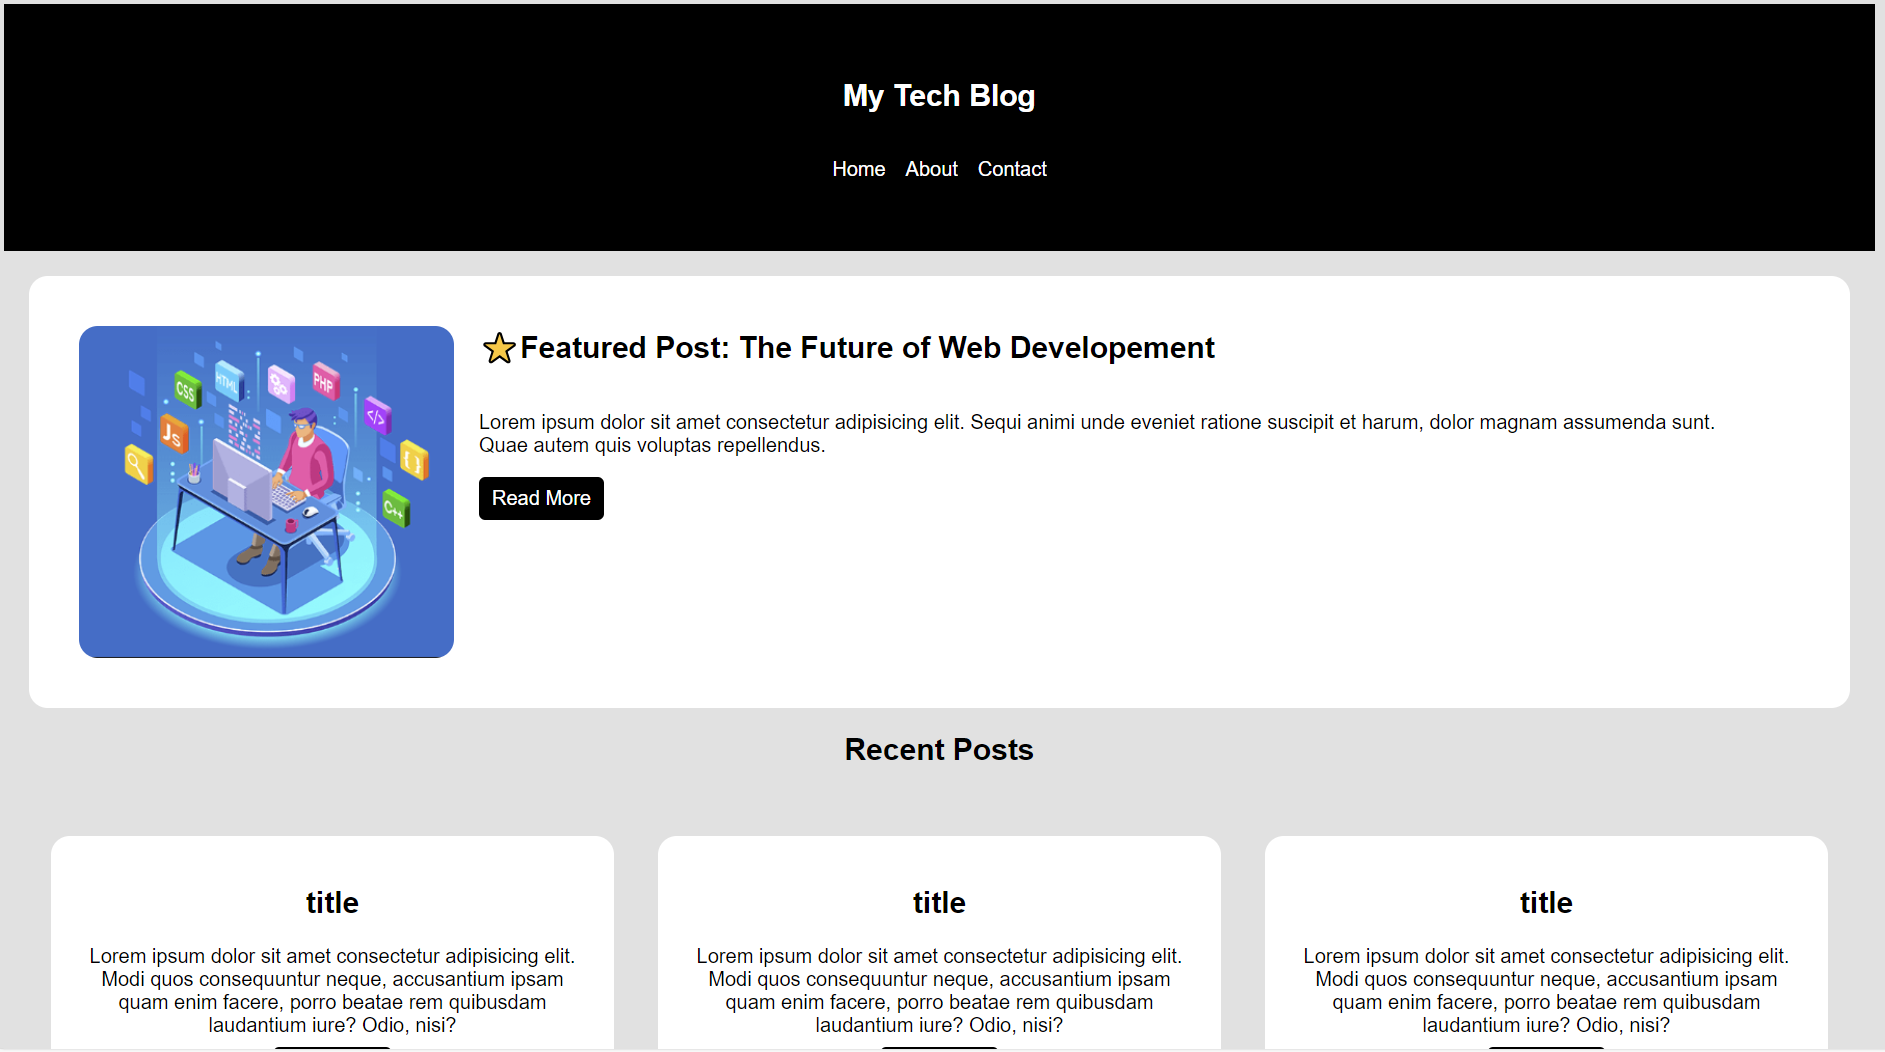 My Tech Blog
Home About Contact
⭐Featured Post: The Future of Web Developement
Lorem ipsum dolor sit amet consectetur adipisicing elit. Sequi animi unde eveniet ratione suscipit et harum, dolor magnam assumenda sunt.
Quae autem quis voluptas repellendus.
Read More
CSS
HTML
PHP
</>
JS
C++
Recent Posts
title
Lorem ipsum dolor sit amet consectetur adipisicing elit.
Modi quos consequuntur neque, accusantium ipsam
quam enim facere, porro beatae rem quibusdam
laudantium iure? Odio, nisi?
title
Lorem ipsum dolor sit amet consectetur adipisicing elit.
Modi quos consequuntur neque, accusantium ipsam
quam enim facere, porro beatae rem quibusdam
laudantium iure? Odio, nisi?
title
Lorem ipsum dolor sit amet consectetur adipisicing elit.
Modi quos consequuntur neque, accusantium ipsam
quam enim facere, porro beatae rem quibusdam
laudantium iure? Odio, nisi?